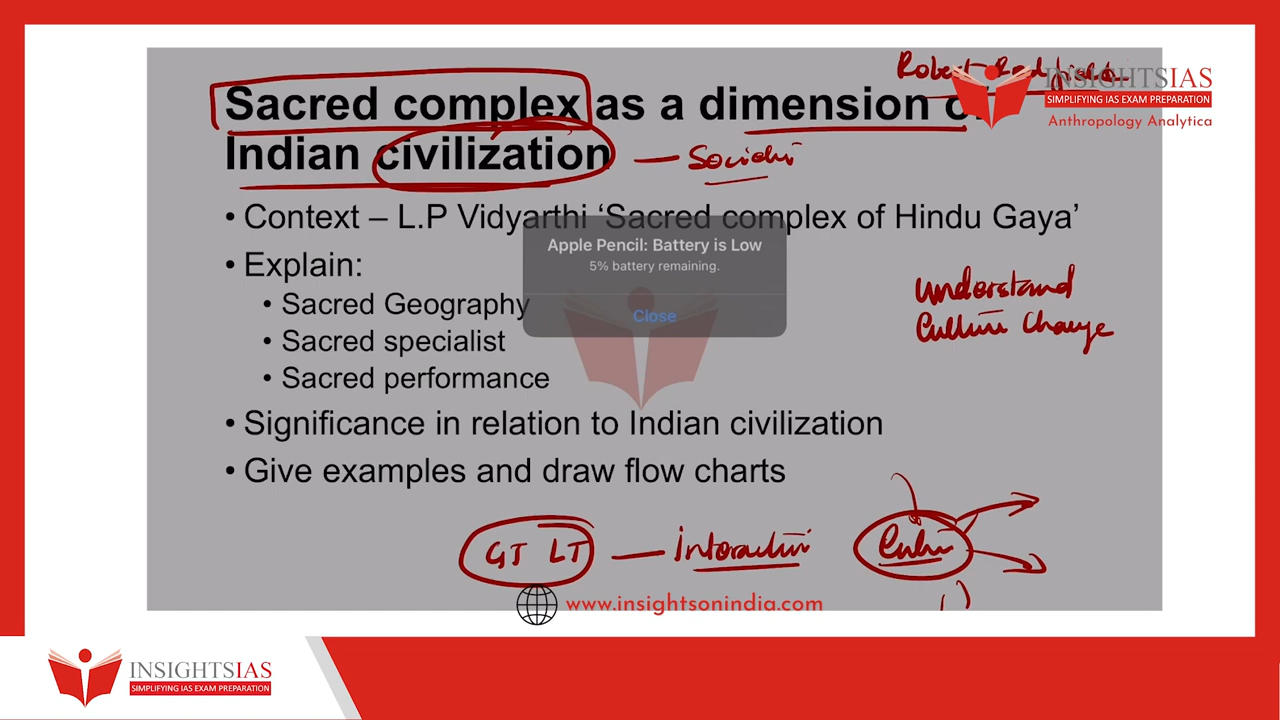 Robert Redfield
INSIGHTSIAS
SIMPLIFYING IAS EXAM PREPARATION
Anthropology Analytica
Sacred complex as a dimension of
Indian civilization —
• Context – L.P Vidyarthi ‘Sacred complex of Hindu Gaya’
Apple Pencil: Battery is Low
5% battery remaining.
Close
• Explain:
• Sacred Geography
• Sacred specialist
• Sacred performance
understand
Culture Change
• Significance in relation to Indian civilization
• Give examples and draw flow charts
GT LT — Interaction
www.insightsonindia.com
INSIGHTSIAS
SIMPLIFYING IAS EXAM PREPARATION